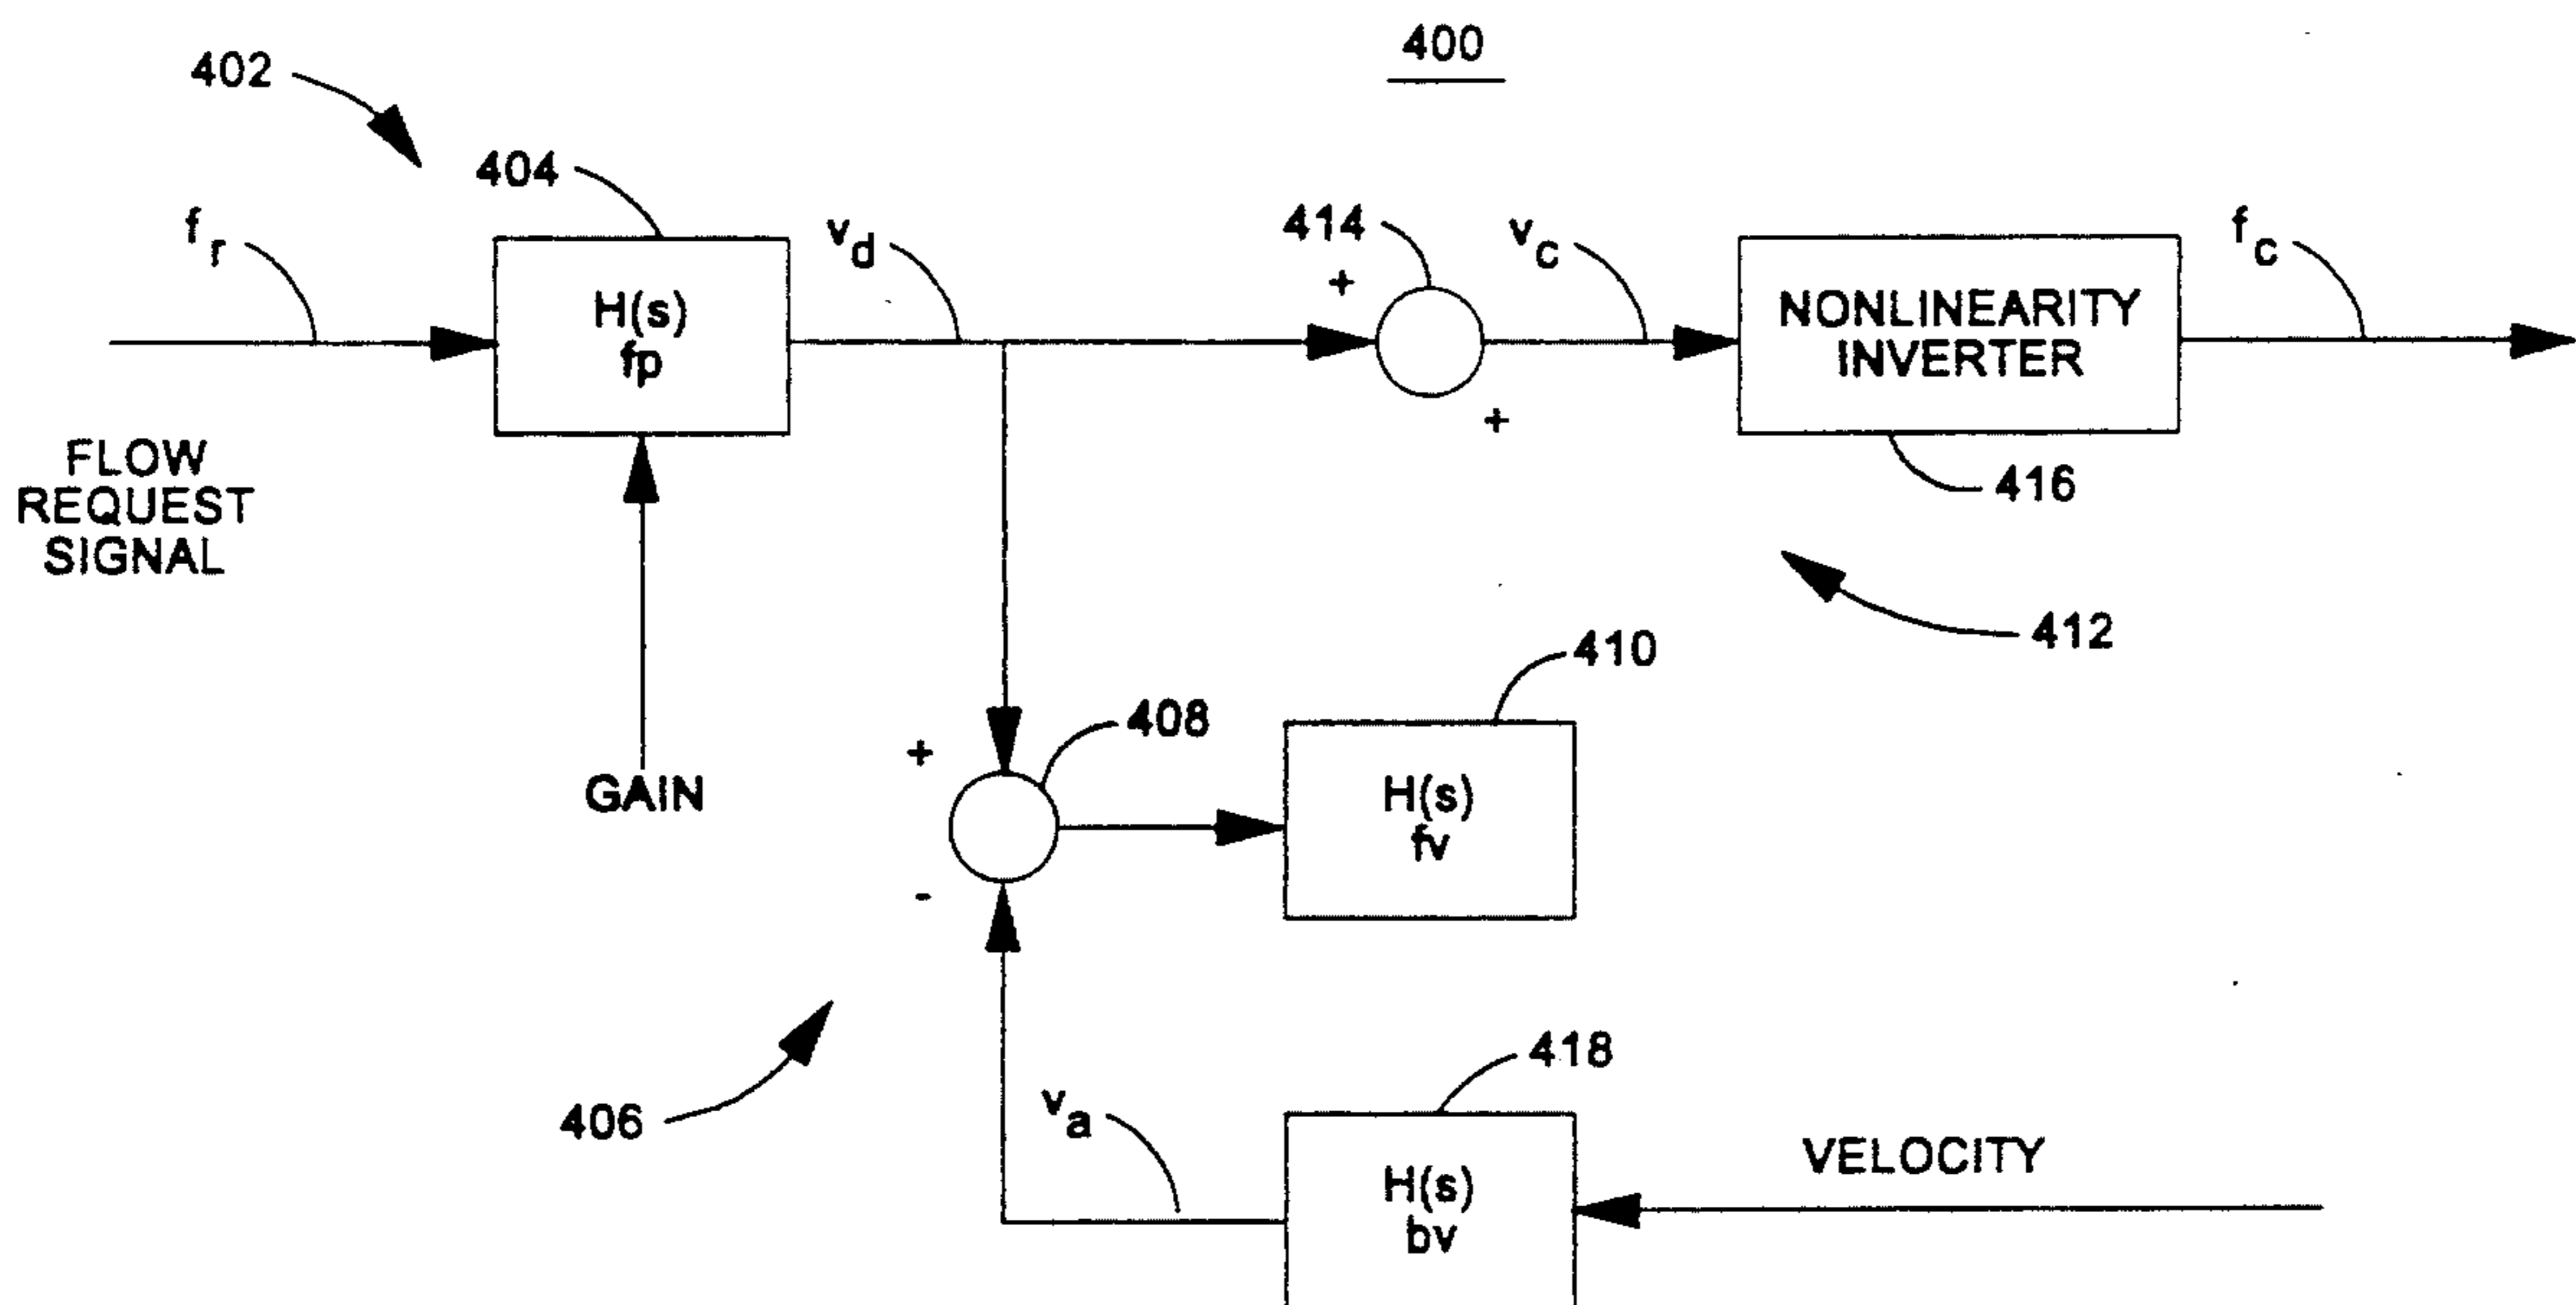 400
402
404
f r
v d
414
v c
f c
+
H(s)
fp
NONLINEARITY
INVERTER
+
FLOW
REQUEST
SIGNAL
416
412
410
408
+
GAIN
H(s)
fv
-
418
v a
406
VELOCITY
H(s)
bv